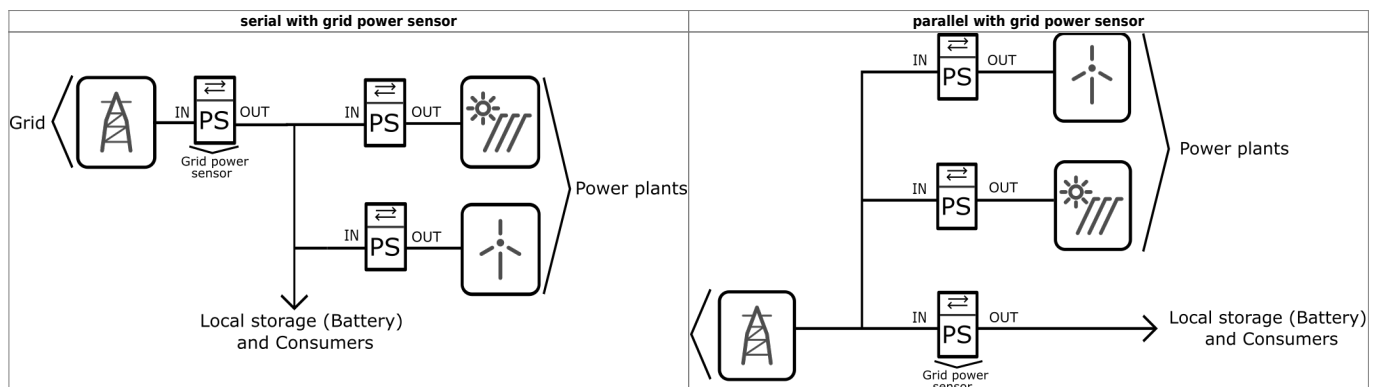 serial with grid power sensor
parallel with grid power sensor
Grid
IN
PS
OUT
Grid power
sensor
IN
PS
OUT
IN
PS
OUT
Power plants
Local storage (Battery)
and Consumers
IN
PS
OUT
IN
PS
OUT
Power plants
IN
PS
OUT
Grid power
sensor
Local storage (Battery)
and Consumers